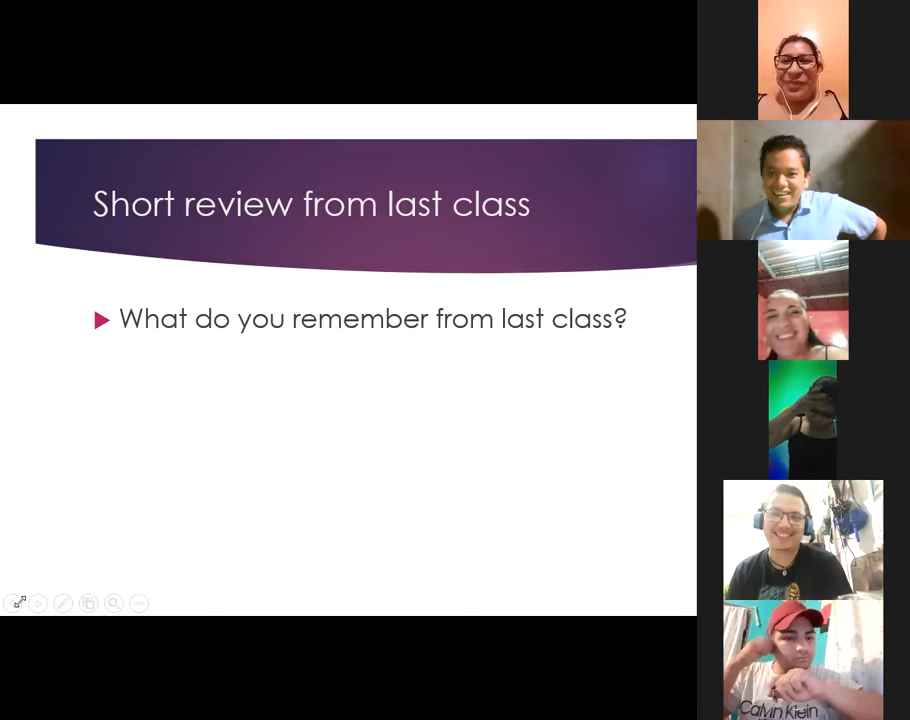 Short review from last class
What do you remember from last class?
Calvin Klein